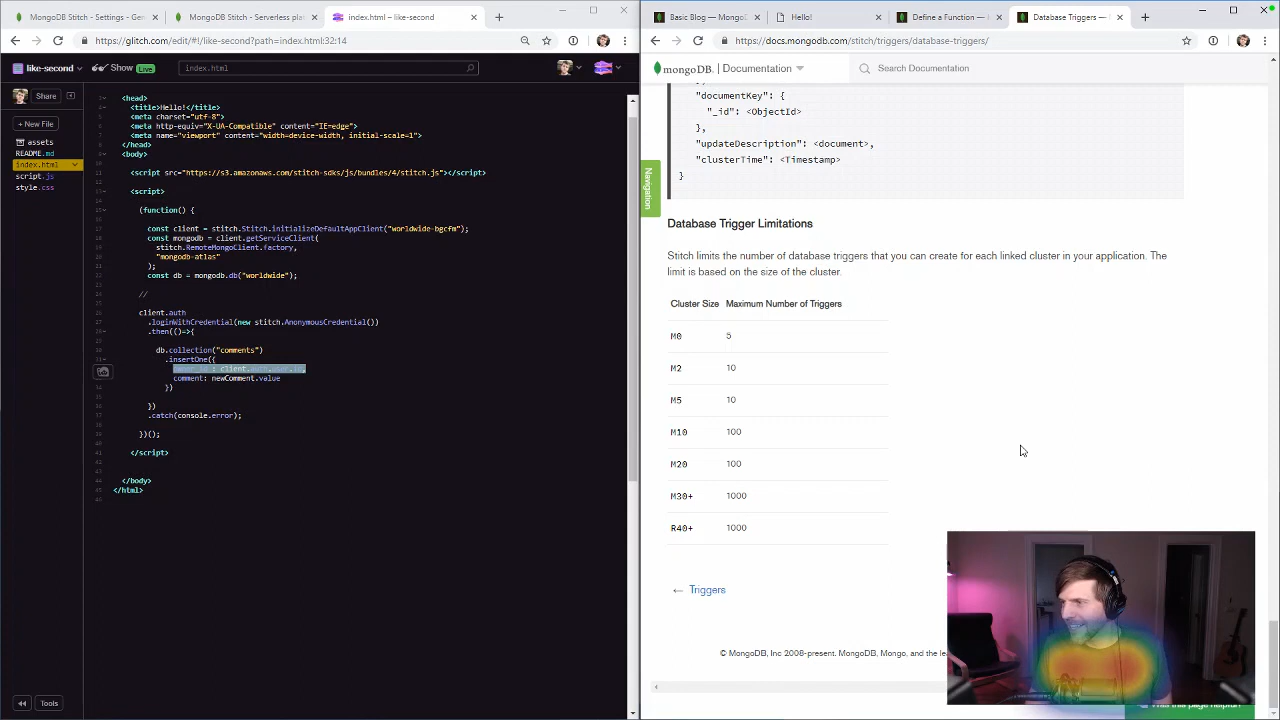 MongoDB Stitch - Settings - Gen
MongoDB Stitch - Serverless pla
index.html – like-second
https://glitch.com/edit/#!/like-second?path=index.html:32:14
like-second
Show
Live
index.html
Share
+ New File
assets
README.md
index.html
script.js
style.css
<head>
<title>Hello!</title>
<meta charset="utf-8">
<meta http-equiv="X-UA-Compatible" content="IE=edge">
<meta name="viewport" content="width=device-width, initial-scale=1">
</head>
<body>
<script src="https://s3.amazonaws.com/stitch-sdks/js/bundles/4/stitch.js"></script>
<script>
(function() {
const client = stitch.Stitch.initializeDefaultAppClient("worldwide-bgcfm");
const mongodb = client.getServiceClient(
stitch.RemoteMongoClient.factory,
"mongodb-atlas"
);
const db = mongodb.db("worldwide");
//
client.auth
.loginWithCredential(new stitch.AnonymousCredential())
.then(()=>{
db.collection("comments")
.insertOne({
owner_id : client.auth.user.id,
comment: newComment.value
})
})
.catch(console.error);
})();
</script>
</body>
</html>
Tools
Basic Blog — Mongo
Hello!
Define a Function —
Database Triggers —
https://docs.mongodb.com/stitch/triggers/database-triggers/
mongoDB. | Documentation
Search Documentation
Navigation
"documentKey": {
"_id": <ObjectId>
},
"updateDescription": <document>,
"clusterTime": <Timestamp>
}
Database Trigger Limitations
Stitch limits the number of database triggers that you can create for each linked cluster in your application. The
limit is based on the size of the cluster.
Cluster Size Maximum Number of Triggers
M0 5
M2 10
M5 10
M10 100
M20 100
M30+ 1000
R40+ 1000
← Triggers
© MongoDB, Inc 2008-present. MongoDB, Mongo, and the